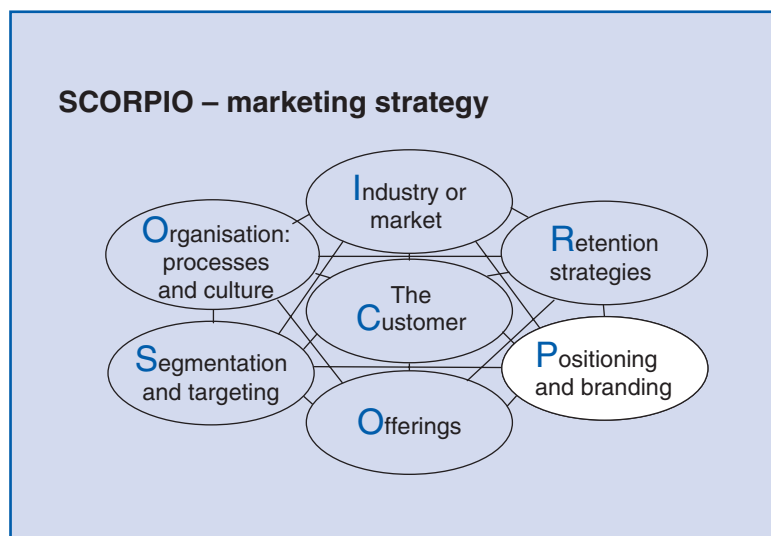 SCORPIO – marketing strategy
Industry or
market
Organisation:
processes
and culture
Retention
strategies
The
Customer
Segmentation
and targeting
Positioning
and branding
Offerings